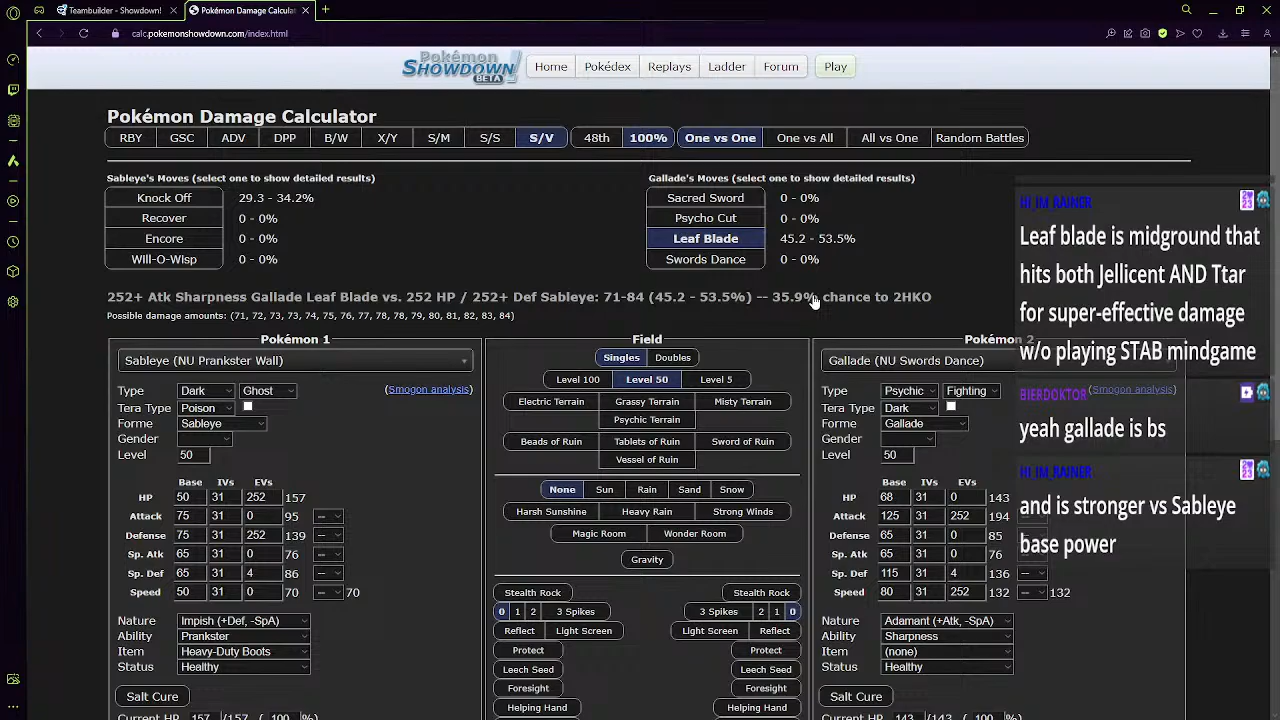 Teambuilder - Showdown!
Pokémon Damage Calculat
calc.pokemonshowdown.com/index.html
Pokémon
SHOWDOWN!
BETA
Home
Pokédex
Replays
Ladder
Forum
Play
Pokémon Damage Calculator
RBY GSC ADV DPP B/W X/Y S/M S/S S/V 48th 100% One vs One One vs All All vs One Random Battles
Sableye's Moves (select one to show detailed results)
Knock Off 29.3 - 34.2%
Recover 0 - 0%
Encore 0 - 0%
Will-O-Wisp 0 - 0%
Gallade's Moves (select one to show detailed results)
Sacred Sword 0 - 0%
Psycho Cut 0 - 0%
Leaf Blade 45.2 - 53.5%
Swords Dance 0 - 0%
252+ Atk Sharpness Gallade Leaf Blade vs. 252 HP / 252+ Def Sableye: 71-84 (45.2 - 53.5%) -- 35.9% chance to 2HKO
Possible damage amounts: (71, 72, 73, 73, 74, 75, 76, 77, 78, 78, 79, 80, 81, 82, 83, 84)
Pokémon 1
Sableye (NU Prankster Wall)
Type Dark Ghost (Smogon analysis)
Tera Type Poison
Forme Sableye
Gender
Level 50
Base IVs EVs
HP 50 31 252 157
Attack 75 31 0 95 --
Defense 75 31 252 139 --
Sp. Atk 65 31 0 76 --
Sp. Def 65 31 4 86 --
Speed 50 31 0 70 -- 70
Nature Impish (+Def, -SpA)
Ability Prankster
Item Heavy-Duty Boots
Status Healthy
Salt Cure
Current HP 157 /157 ( 100 %)
Field
Singles Doubles
Level 100 Level 50 Level 5
Electric Terrain Grassy Terrain Misty Terrain
Psychic Terrain
Beads of Ruin Tablets of Ruin Sword of Ruin
Vessel of Ruin
None Sun Rain Sand Snow
Harsh Sunshine Heavy Rain Strong Winds
Magic Room Wonder Room
Gravity
Stealth Rock Stealth Rock
0 1 2 3 Spikes 3 Spikes 2 1 0
Reflect Light Screen Light Screen Reflect
Protect Protect
Leech Seed Leech Seed
Foresight Foresight
Helping Hand Helping Hand
Pokémon 2
Gallade (NU Swords Dance)
Type Psychic Fighting (Smogon analysis)
Tera Type Dark
Forme Gallade
Gender
Level 50
Base IVs EVs
HP 68 31 0 143
Attack 125 31 252 194
Defense 65 31 0 85
Sp. Atk 65 31 0 76
Sp. Def 115 31 4 136 --
Speed 80 31 252 132 -- 132
Nature Adamant (+Atk, -SpA)
Ability Sharpness
Item (none)
Status Healthy
Salt Cure
Current HP 143 /143 ( 100 %)
HI_IM_RAINER
Leaf blade is midground that
hits both Jellicent AND Ttar
for super-effective damage
w/o playing STAB mindgame
BIERDOKTOR
yeah gallade is bs
HI_IM_RAINER
and is stronger vs Sableye
base power